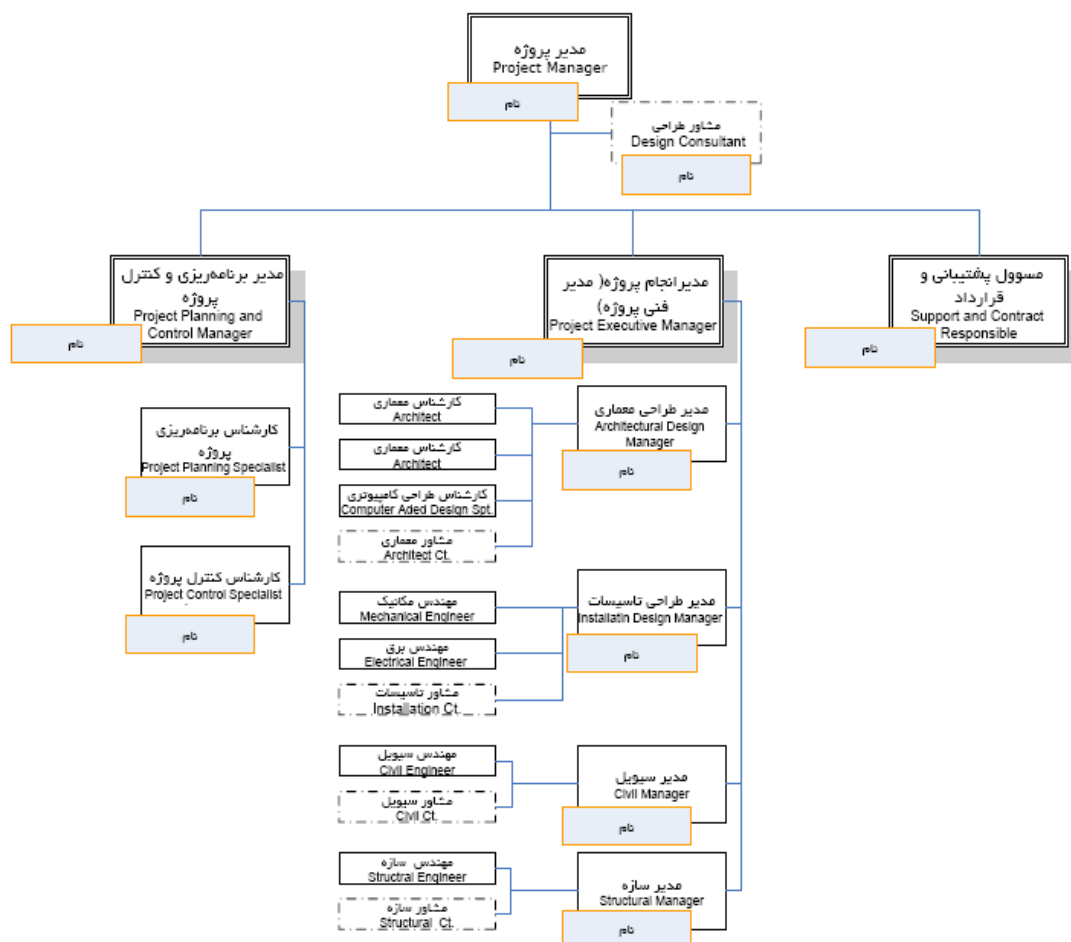 مدیر پروژه
Project Manager
نام
مشاور طراحی
Design Consultant
نام
مدیر برنامه‌ریزی و کنترل
پروژه
Project Planning and
Control Manager
نام
مدیرانجام پروژه( مدیر
فنی پروژه)
Project Executive Manager
نام
مسوول پشتیبانی و
قرارداد
Support and Contract
Responsible
نام
کارشناس برنامه‌ریزی
پروژه
Project Planning Specialist
نام
کارشناس کنترل پروژه
Project Control Specialist
نام
مدیر طراحی معماری
Architectural Design
Manager
نام
کارشناس معماری
Architect
کارشناس معماری
Architect
کارشناس طراحی کامپیوتری
Computer Aded Design Spt.
مشاور معماری
Architect Ct.
مدیر طراحی تاسیسات
Installatin Design Manager
نام
مهندس مکانیک
Mechanical Engineer
مهندس برق
Electrical Engineer
مشاور تاسیسات
Installation Ct.
مدیر سیویل
Civil Manager
نام
مهندس سیویل
Civil Engineer
مشاور سیویل
Civil Ct.
مدیر سازه
Structural Manager
نام
مهندس سازه
Structral Engineer
مشاور سازه
Structural Ct.